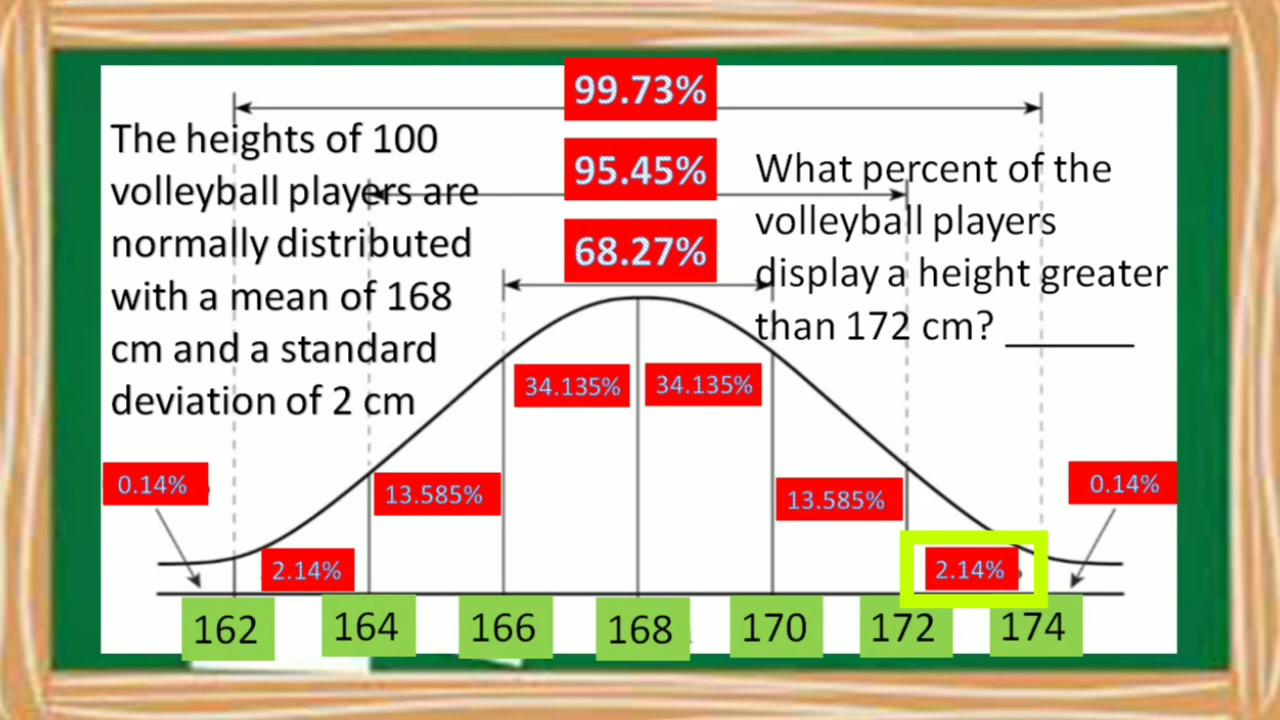 99.73%
The heights of 100
volleyball players are
normally distributed
with a mean of 168
cm and a standard
deviation of 2 cm
95.45%
68.27%
What percent of the
volleyball players
display a height greater
than 172 cm? ________
34.135%
34.135%
0.14%
13.585%
13.585%
0.14%
2.14%
2.14%
162
164
166
168
170
172
174